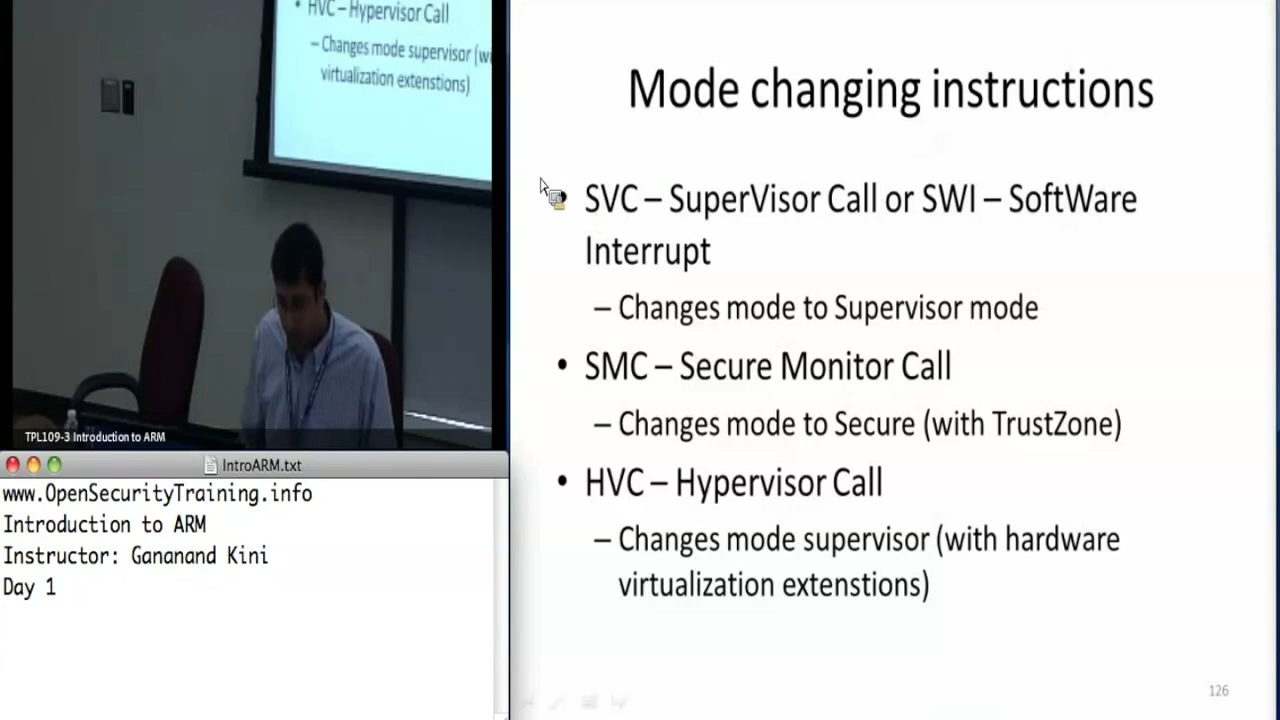 • HVC – Hypervisor Call
– Changes mode supervisor (wi
virtualization extenstions)
TPL109-3 Introduction to ARM
IntroARM.txt
www.OpenSecurityTraining.info
Introduction to ARM
Instructor: Gananand Kini
Day 1
Mode changing instructions
SVC – SuperVisor Call or SWI – SoftWare
Interrupt
– Changes mode to Supervisor mode
• SMC – Secure Monitor Call
– Changes mode to Secure (with TrustZone)
• HVC – Hypervisor Call
– Changes mode supervisor (with hardware
virtualization extenstions)
126